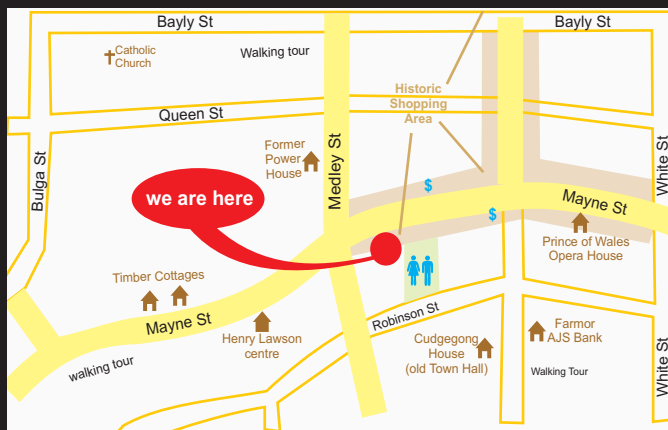 Bayly St
Bayly St
Catholic
Church
Walking tour
Historic
Shopping
Area
Queen St
Former
Power
House
Medley St
Bulga St
White St
$
we are here
Mayne St
$
Prince of Wales
Opera House
Timber Cottages
Mayne St
Henry Lawson
centre
Robinson St
Cudgegong
House
(old Town Hall)
Farmor
AJS Bank
White St
walking tour
Walking Tour